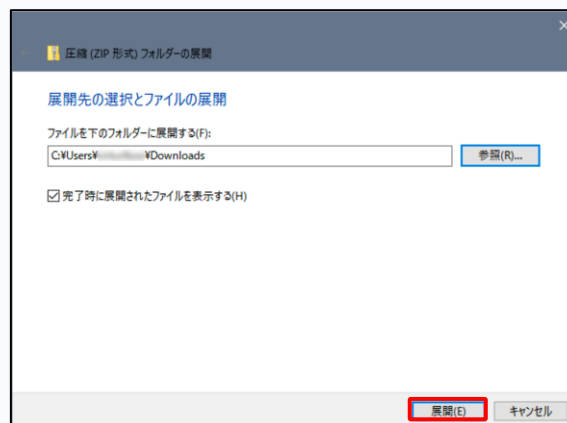 圧縮 (ZIP 形式) フォルダーの展開
展開先の選択とファイルの展開
ファイルを下のフォルダーに展開する(F):
C:¥Users¥ ¥Downloads
参照(R)...
完了時に展開されたファイルを表示する(H)
展開(E)
キャンセル